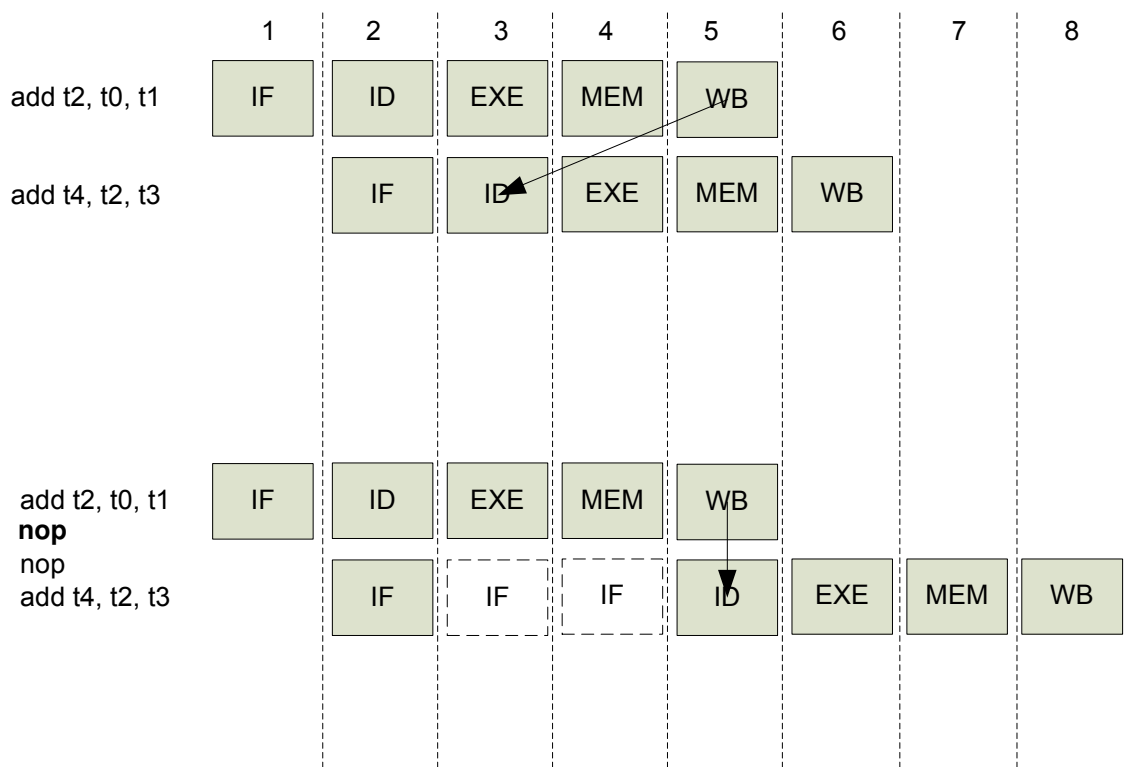 1 2 3 4 5 6 7 8
add t2, t0, t1 IF ID EXE MEM WB
add t4, t2, t3 IF ID EXE MEM WB
add t2, t0, t1 IF ID EXE MEM WB
nop
nop
add t4, t2, t3 IF IF IF ID EXE MEM WB